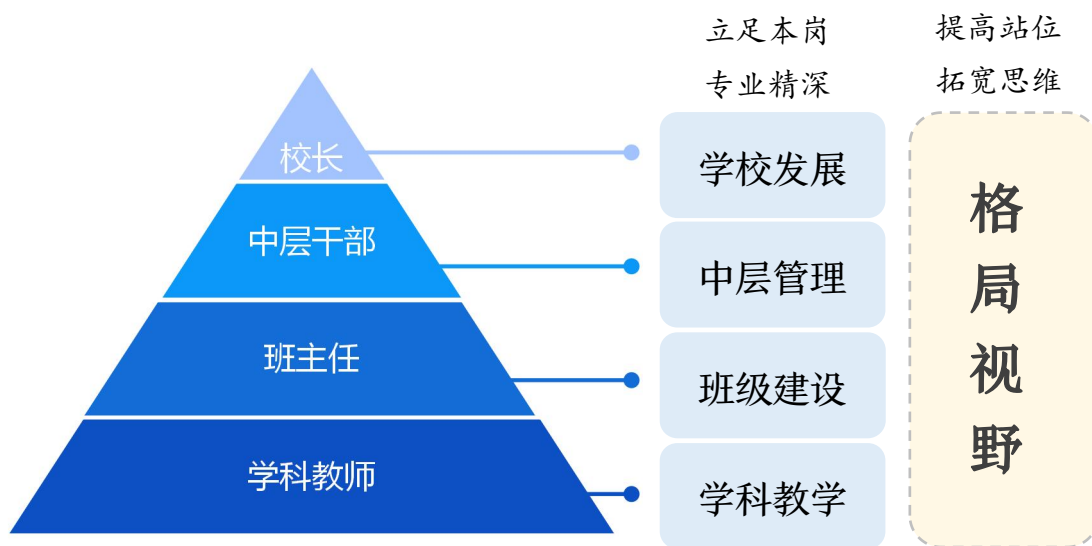 立足本岗
专业精深
提高站位
拓宽思维
校长
学校发展
中层干部
中层管理
班主任
班级建设
学科教师
学科教学
格
局
视
野